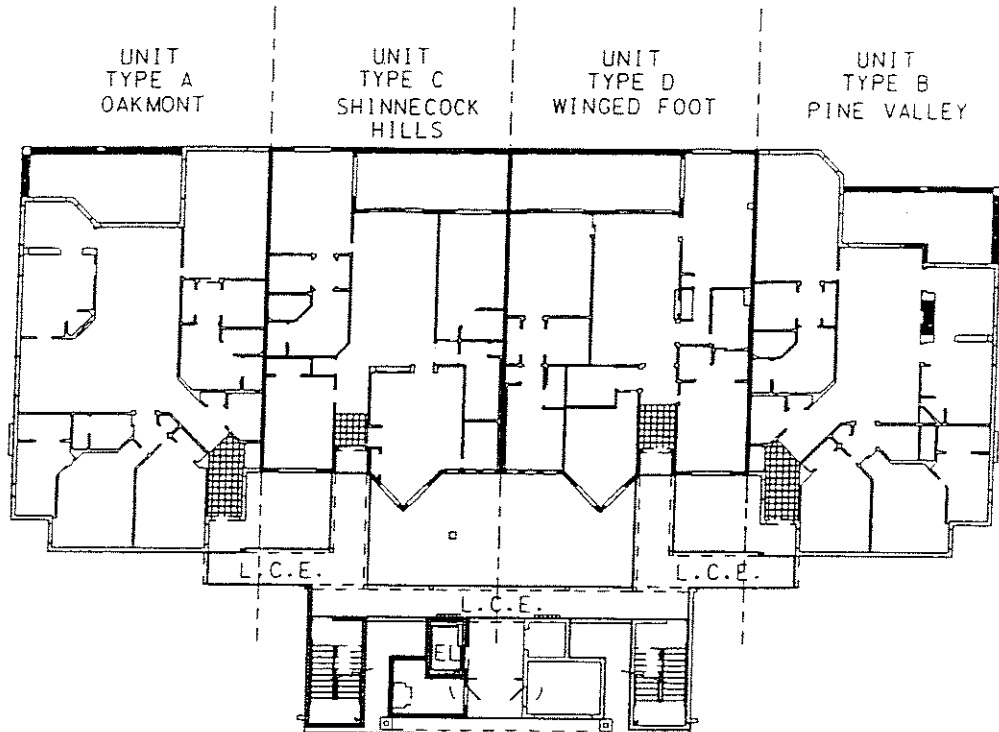 UNIT
TYPE A
OAKMONT
UNIT
TYPE C
SHINNECOCK
HILLS
UNIT
TYPE D
WINGED FOOT
UNIT
TYPE B
PINE VALLEY
L.C.E.
L.C.E.
L.C.E.
EL